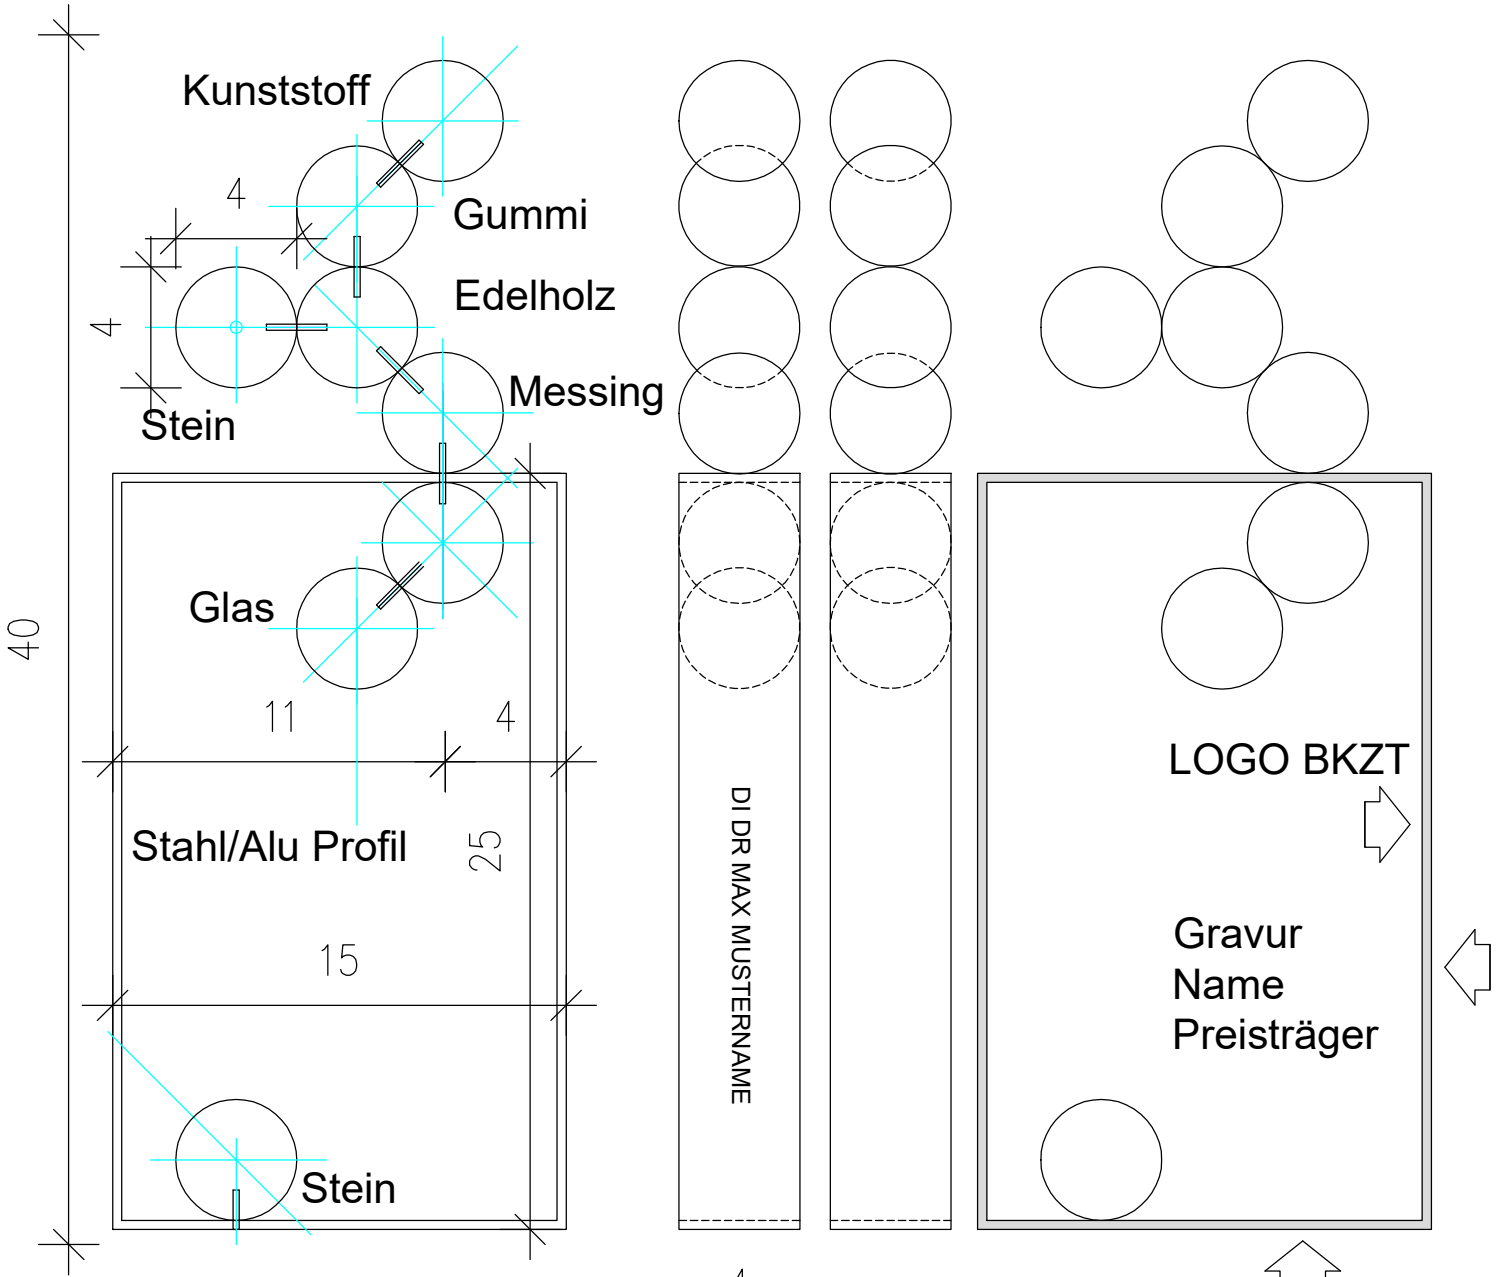 Kunststoff
4
Gummi
Edelholz
4
Messing
Stein
Glas
40
11
4
LOGO BKZT
Stahl/Alu Profil
25
DI DR MAX MUSTERNAME
Gravur
Name
Preisträger
15
Stein